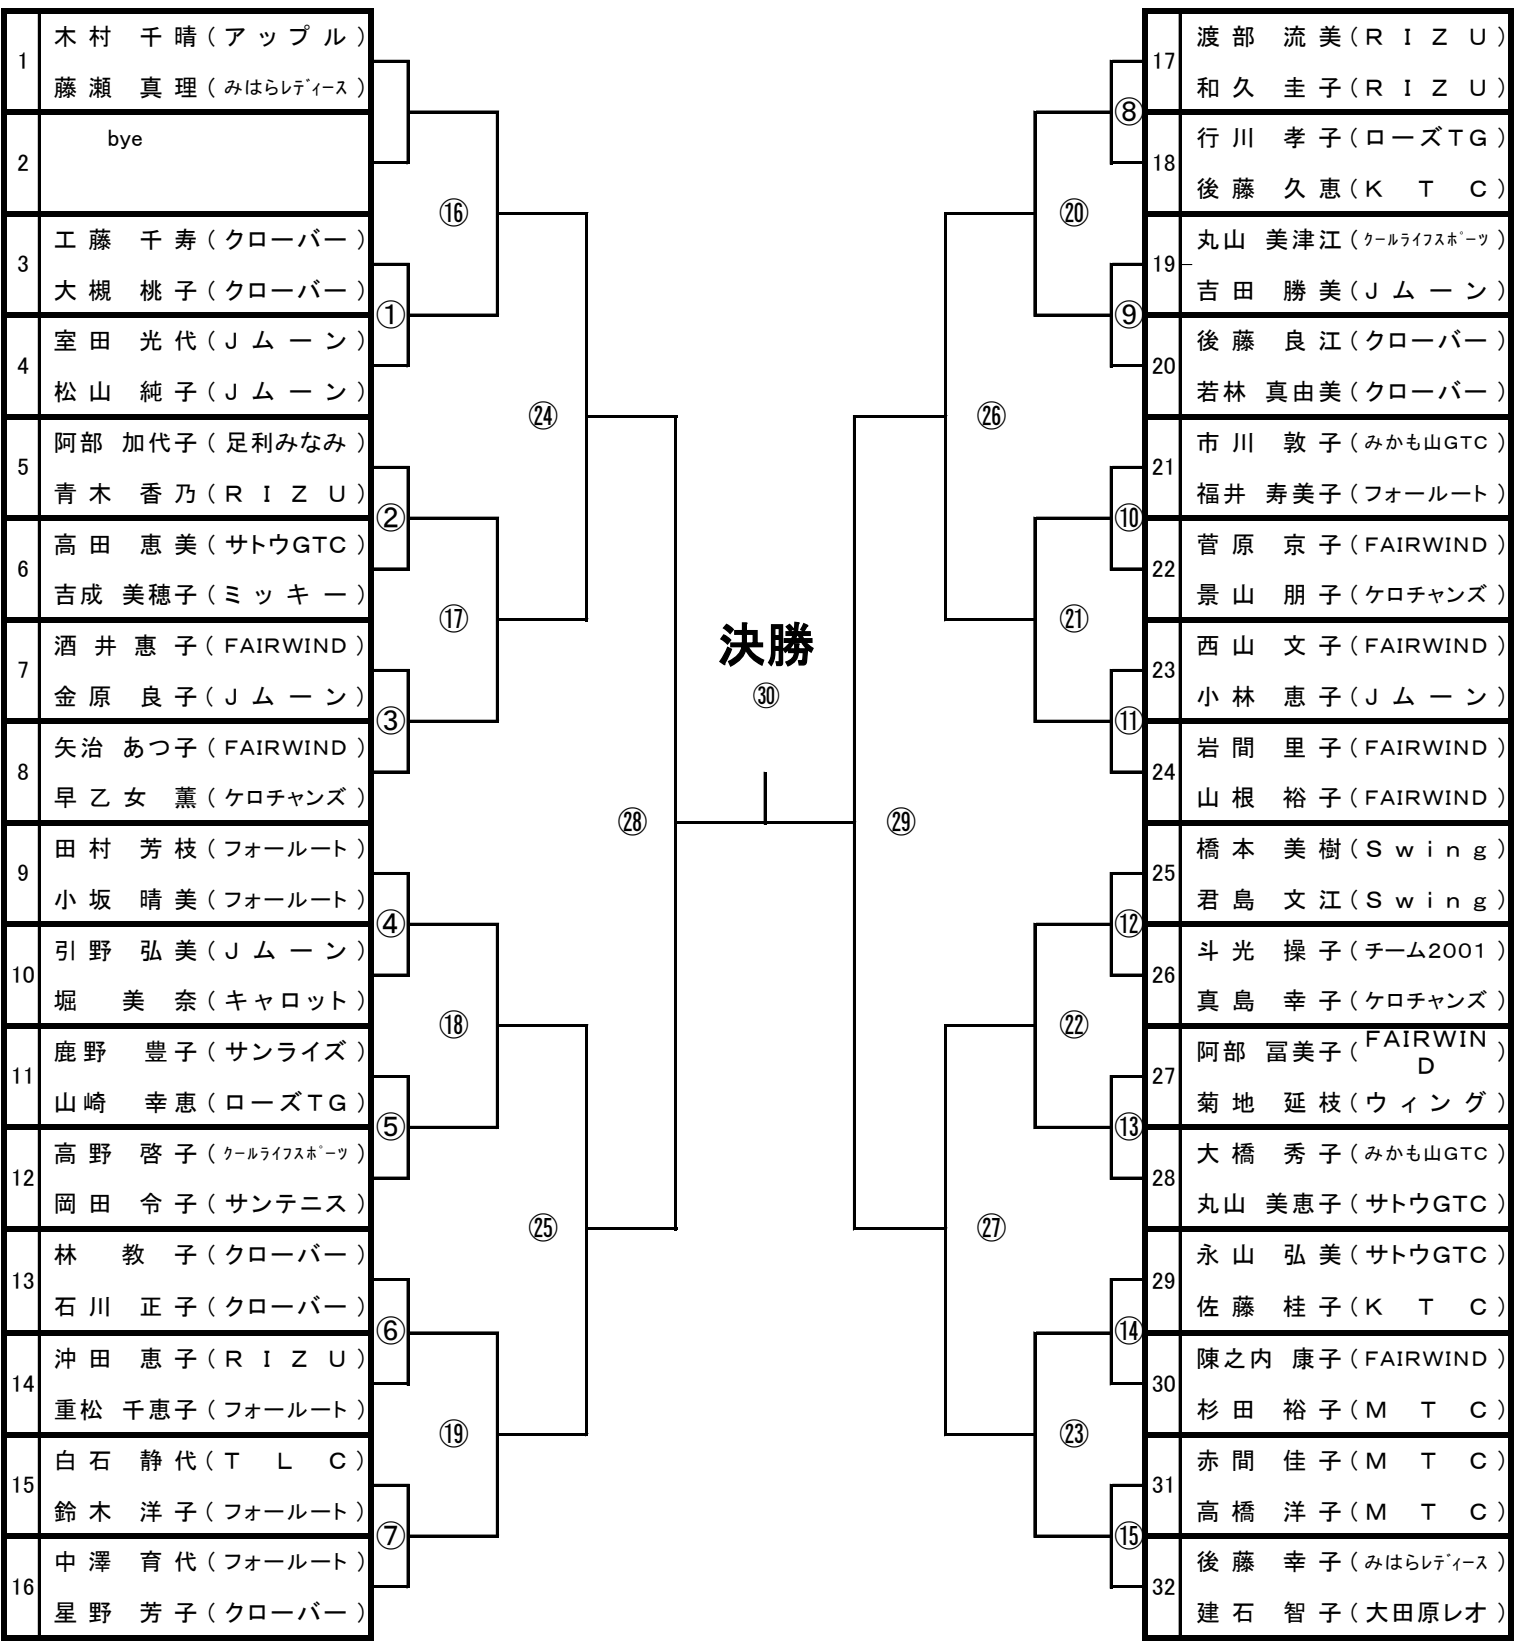 1
木村 千晴(アップル)
藤瀬 真理(みはらレディース)
2
bye
3
工藤 千寿(クローバー)
大槻 桃子(クローバー)
4
室田 光代(Jムーン)
松山 純子(Jムーン)
5
阿部 加代子(足利みなみ)
青木 香乃(RIZU)
6
高田 恵美(サトウGTC)
吉成 美穂子(ミッキー)
7
酒井 惠子(FAIRWIND)
金原 良子(Jムーン)
8
矢治 あつ子(FAIRWIND)
早乙女 薫(ケロチャンズ)
9
田村 芳枝(フォールート)
小坂 晴美(フォールート)
10
引野 弘美(Jムーン)
堀 美奈(キャロット)
11
鹿野 豊子(サンライズ)
山崎 幸恵(ローズTG)
12
高野 啓子(クールライフスポーツ)
岡田 令子(サンテニス)
13
林 教子(クローバー)
石川 正子(クローバー)
14
沖田 恵子(RIZU)
重松 千恵子(フォールート)
15
白石 静代(TLC)
鈴木 洋子(フォールート)
16
中澤 育代(フォールート)
星野 芳子(クローバー)
①
②
③
④
⑤
⑥
⑦
⑯
⑰
⑱
⑲
㉔
㉕
㉘
決勝
㉚
㉙
㉖
㉗
⑳
㉑
㉒
㉓
⑧
⑨
⑩
⑪
⑫
⑬
⑭
⑮
17
渡部 流美(RIZU)
和久 圭子(RIZU)
18
行川 孝子(ローズTG)
後藤 久恵(KTC)
19
丸山 美津江(クールライフスポーツ)
吉田 勝美(Jムーン)
20
後藤 良江(クローバー)
若林 真由美(クローバー)
21
市川 敦子(みかも山GTC)
福井 寿美子(フォールート)
22
菅原 京子(FAIRWIND)
景山 朋子(ケロチャンズ)
23
西山 文子(FAIRWIND)
小林 恵子(Jムーン)
24
岩間 里子(FAIRWIND)
山根 裕子(FAIRWIND)
25
橋本 美樹(Swing)
君島 文江(Swing)
26
斗光 操子(チーム2001)
真島 幸子(ケロチャンズ)
27
阿部 冨美子(FAIRWIN
D)
菊地 延枝(ウィング)
28
大橋 秀子(みかも山GTC)
丸山 美恵子(サトウGTC)
29
永山 弘美(サトウGTC)
佐藤 桂子(KTC)
30
陳之内 康子(FAIRWIND)
杉田 裕子(MTC)
31
赤間 佳子(MTC)
高橋 洋子(MTC)
32
後藤 幸子(みはらレディース)
建石 智子(大田原レオ)